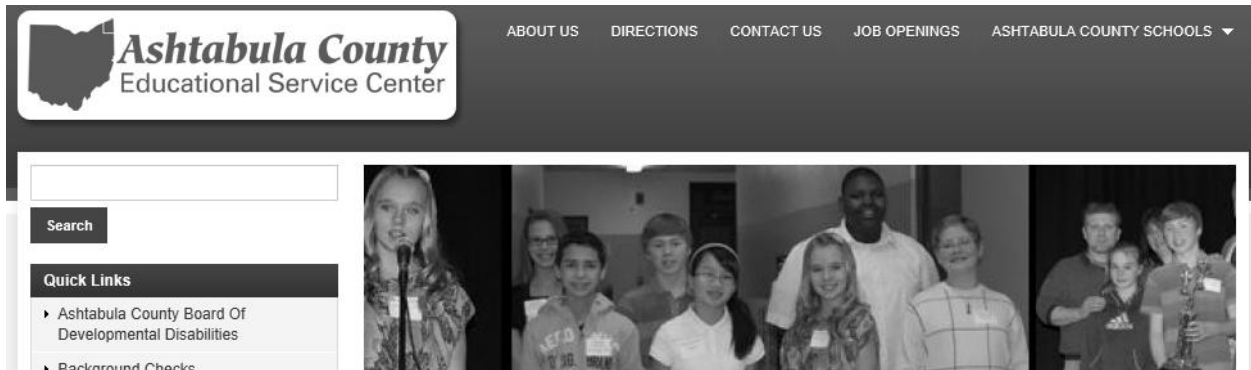 Ashtabula County
Educational Service Center
ABOUT US DIRECTIONS CONTACT US JOB OPENINGS ASHTABULA COUNTY SCHOOLS
Search
Quick Links
Ashtabula County Board Of
Developmental Disabilities
Background Checks